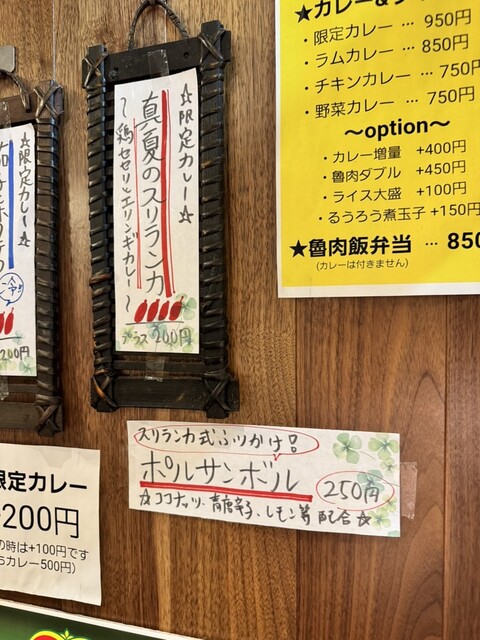 ☆限定カレー☆
真夏のスリランカ
～鶏セセリとエリンギカレー～
プラス200円
☆限定カレー☆
200円
限定カレー
200円
の時は+100円です
カレー500円)
・限定カレー … 950円
・ラムカレー … 850円
・チキンカレー … 750円
・野菜カレー … 750円
～option～
・カレー増量 +400円
・魯肉ダブル +450円
・ライス大盛 +100円
・るうろう煮玉子 +150円
★魯肉飯弁当 … 850
(カレーは付きません)
スリランカ式ふりかけ!!
ポルサンボル
250円
☆ココナッツ・青唐辛子、レモン等配合☆